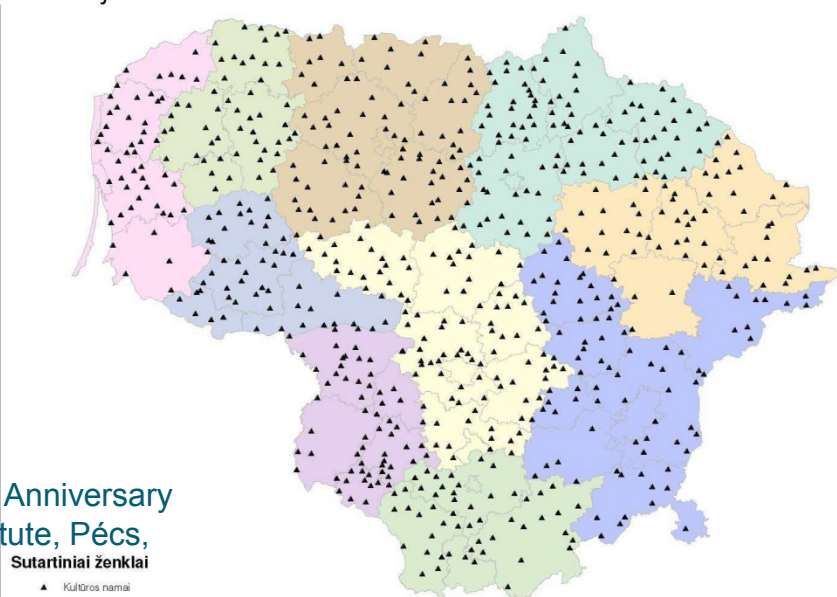 Anniversary
tute, Pécs,
Sutartiniai ženklai
Kultūros namai